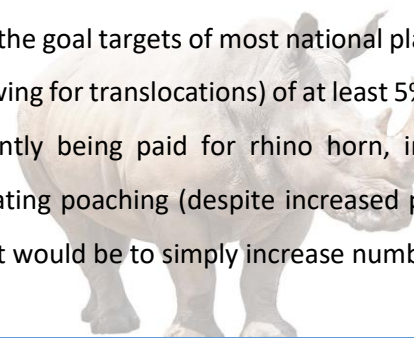 the goal targets of most national pla
wing for translocations) of at least 5%
ntly being paid for rhino horn, i
ating poaching (despite increased p
t would be to simply increase numb